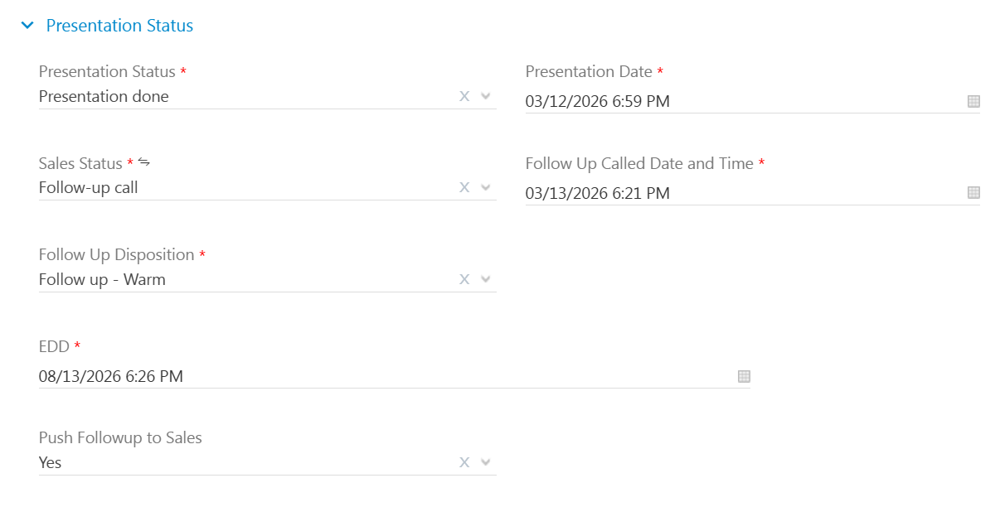 Presentation Status
Presentation Status *
Presentation done
X
Presentation Date *
03/12/2026 6:59 PM
Sales Status *
Follow-up call
X
Follow Up Called Date and Time *
03/13/2026 6:21 PM
Follow Up Disposition *
Follow up - Warm
X
EDD *
08/13/2026 6:26 PM
Push Followup to Sales
Yes
X